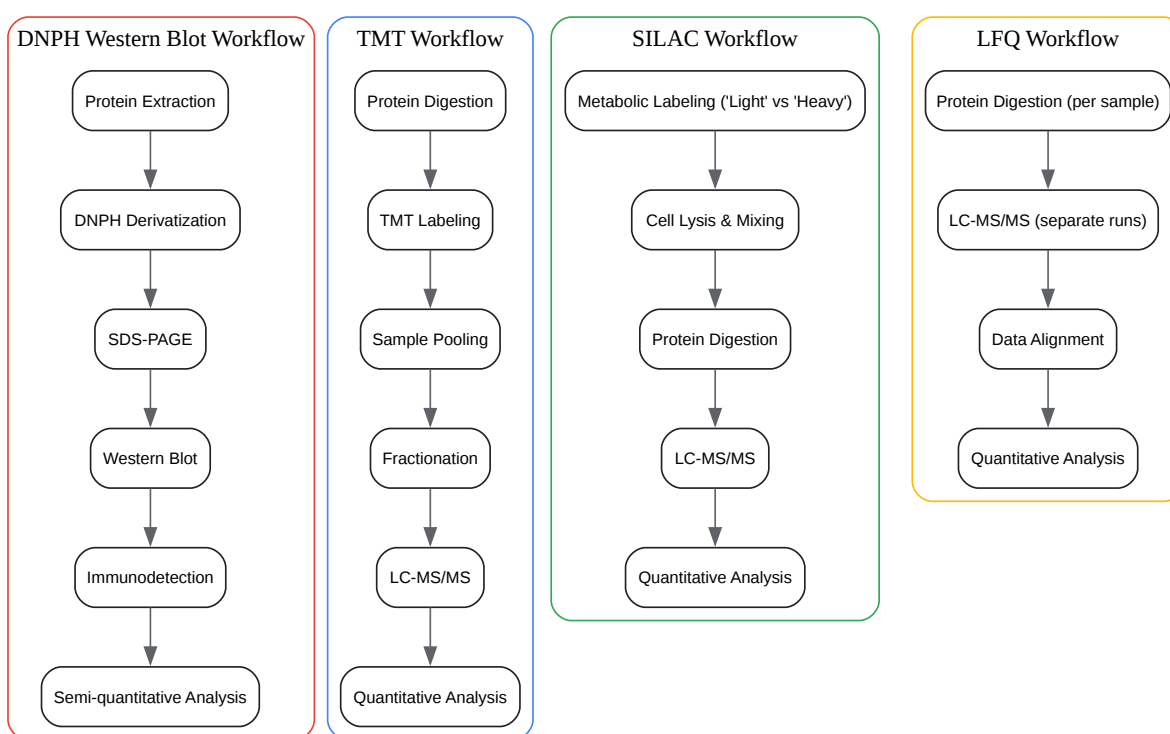 DNPH Western Blot Workflow
Protein Extraction
DNPH Derivatization
SDS-PAGE
Western Blot
Immunodetection
Semi-quantitative Analysis
TMT Workflow
Protein Digestion
TMT Labeling
Sample Pooling
Fractionation
LC-MS/MS
Quantitative Analysis
SILAC Workflow
Metabolic Labeling ('Light' vs 'Heavy')
Cell Lysis & Mixing
Protein Digestion
LC-MS/MS
Quantitative Analysis
LFQ Workflow
Protein Digestion (per sample)
LC-MS/MS (separate runs)
Data Alignment
Quantitative Analysis